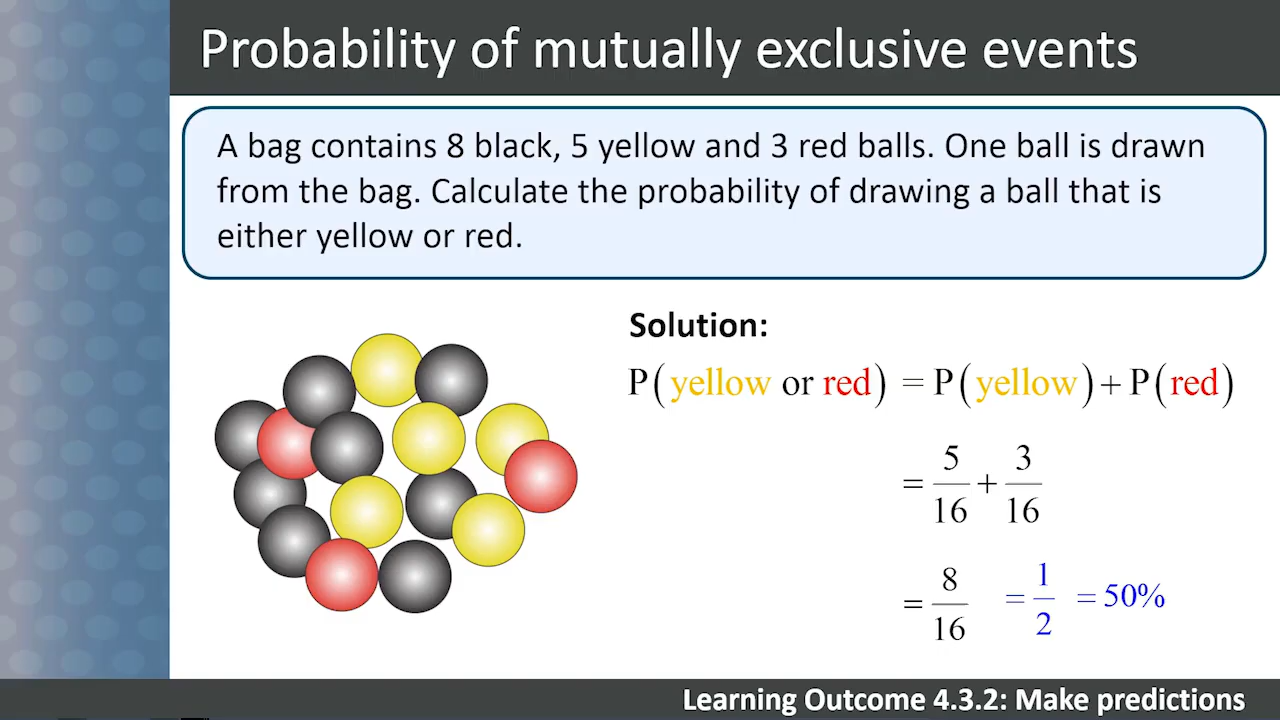 Probability of mutually exclusive events
A bag contains 8 black, 5 yellow and 3 red balls. One ball is drawn
from the bag. Calculate the probability of drawing a ball that is
either yellow or red.
Solution:
P(yellow or red) = P(yellow) + P(red)
= 5/16 + 3/16
= 8/16 = 1/2 = 50%
Learning Outcome 4.3.2: Make predictions